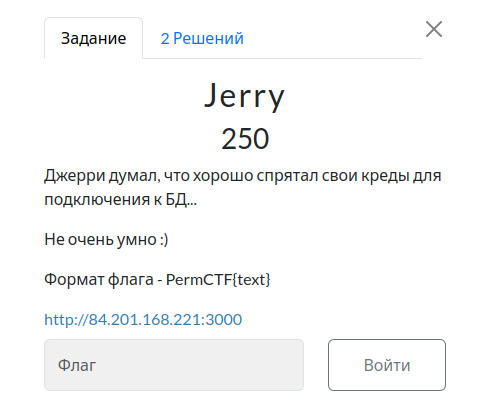 Задание
2 Решений
Jerry
250
Джерри думал, что хорошо спрятал свои креды для
подключения к БД...
Не очень умно :)
Формат флага - PermCTF{text}
http://84.201.168.221:3000
Флаг
Войти